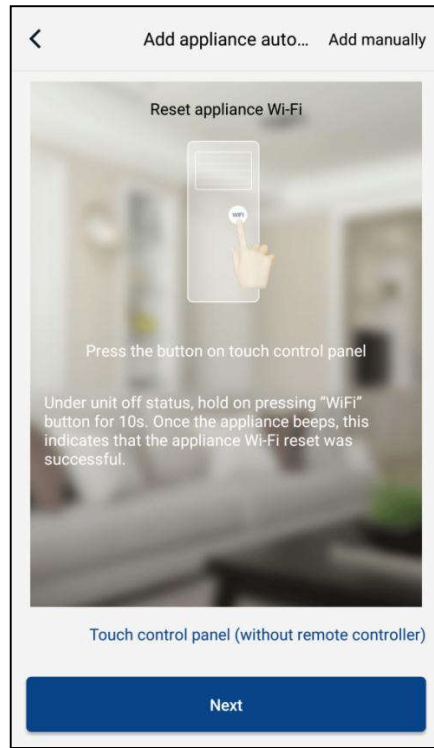 Add appliance auto... Add manually
Reset appliance Wi-Fi
WiFi
Press the button on touch control panel
Under unit off status, hold on pressing "WiFi"
button for 10s. Once the appliance beeps, this
indicates that the appliance Wi-Fi reset was
successful.
Touch control panel (without remote controller)
Next